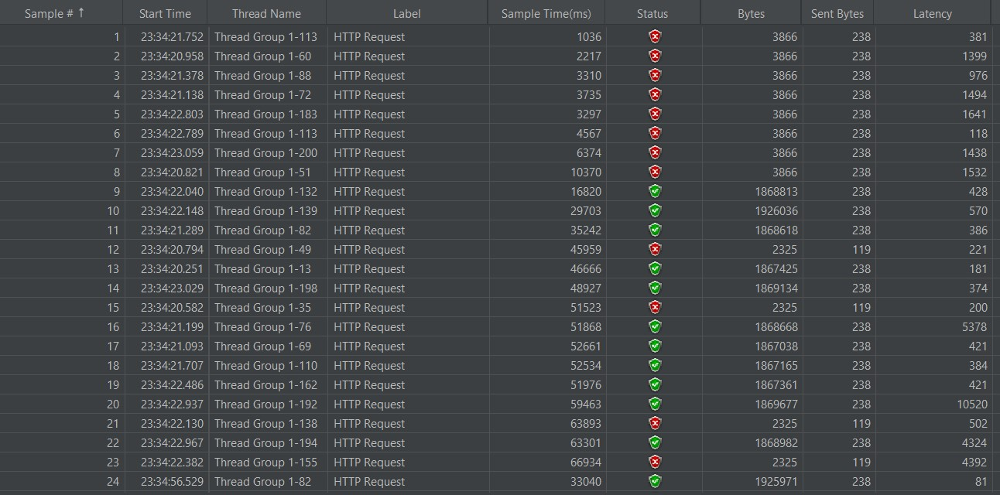 Sample # ↑ Start Time Thread Name Label Sample Time(ms) Status Bytes Sent Bytes Latency
1 23:34:21.752 Thread Group 1-113 HTTP Request 1036 3866 238 381
2 23:34:20.958 Thread Group 1-60 HTTP Request 2217 3866 238 1399
3 23:34:21.378 Thread Group 1-88 HTTP Request 3310 3866 238 976
4 23:34:21.138 Thread Group 1-72 HTTP Request 3735 3866 238 1494
5 23:34:22.803 Thread Group 1-183 HTTP Request 3297 3866 238 1641
6 23:34:22.789 Thread Group 1-113 HTTP Request 4567 3866 238 118
7 23:34:23.059 Thread Group 1-200 HTTP Request 6374 3866 238 1438
8 23:34:20.821 Thread Group 1-51 HTTP Request 10370 3866 238 1532
9 23:34:22.040 Thread Group 1-132 HTTP Request 16820 1868813 238 428
10 23:34:22.148 Thread Group 1-139 HTTP Request 29703 1926036 238 570
11 23:34:21.289 Thread Group 1-82 HTTP Request 35242 1868618 238 386
12 23:34:20.794 Thread Group 1-49 HTTP Request 45959 2325 119 221
13 23:34:20.251 Thread Group 1-13 HTTP Request 46666 1867425 238 181
14 23:34:23.029 Thread Group 1-198 HTTP Request 48927 1869134 238 374
15 23:34:20.582 Thread Group 1-35 HTTP Request 51523 2325 119 200
16 23:34:21.199 Thread Group 1-76 HTTP Request 51868 1868668 238 5378
17 23:34:21.093 Thread Group 1-69 HTTP Request 52661 1867038 238 421
18 23:34:21.707 Thread Group 1-110 HTTP Request 52534 1867165 238 384
19 23:34:22.486 Thread Group 1-162 HTTP Request 51976 1867361 238 421
20 23:34:22.937 Thread Group 1-192 HTTP Request 59463 1869677 238 10520
21 23:34:22.130 Thread Group 1-138 HTTP Request 63893 2325 119 502
22 23:34:22.967 Thread Group 1-194 HTTP Request 63301 1868982 238 4324
23 23:34:22.382 Thread Group 1-155 HTTP Request 66934 2325 119 4392
24 23:34:56.529 Thread Group 1-82 HTTP Request 33040 1925971 238 81